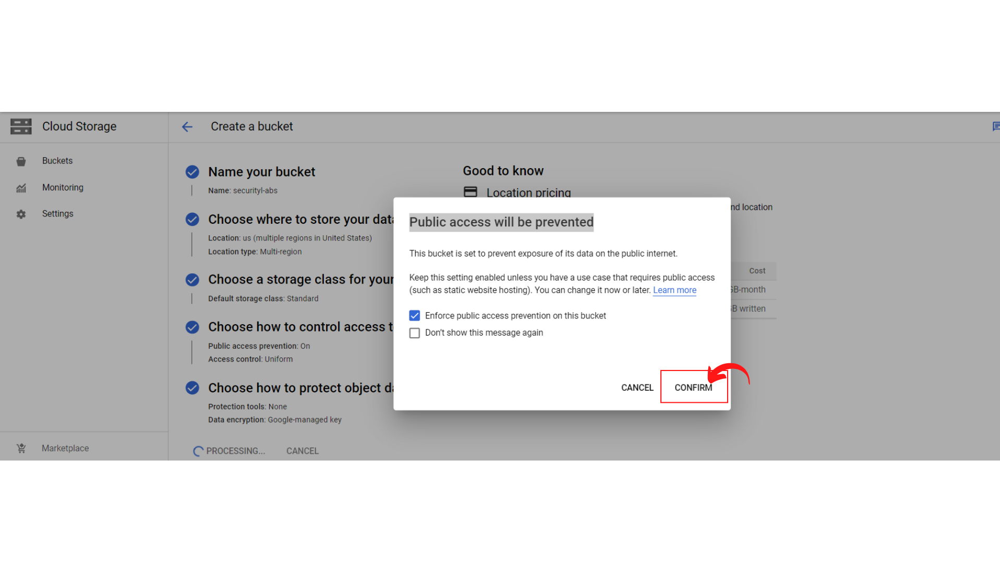 Cloud Storage
Create a bucket
Buckets
Monitoring
Settings
Marketplace
Name your bucket
Name: securityl-abs
Choose where to store your data
Location: us (multiple regions in United States)
Location type: Multi-region
Choose a storage class for your
Default storage class: Standard
Choose how to control access t
Public access prevention: On
Access control: Uniform
Choose how to protect object da
Protection tools: None
Data encryption: Google-managed key
PROCESSING... CANCEL
Good to know
Location pricing
nd location
Cost
GB-month
GB written
Public access will be prevented
This bucket is set to prevent exposure of its data on the public internet.
Keep this setting enabled unless you have a use case that requires public access
(such as static website hosting). You can change it now or later. Learn more
Enforce public access prevention on this bucket
Don't show this message again
CANCEL CONFIRM